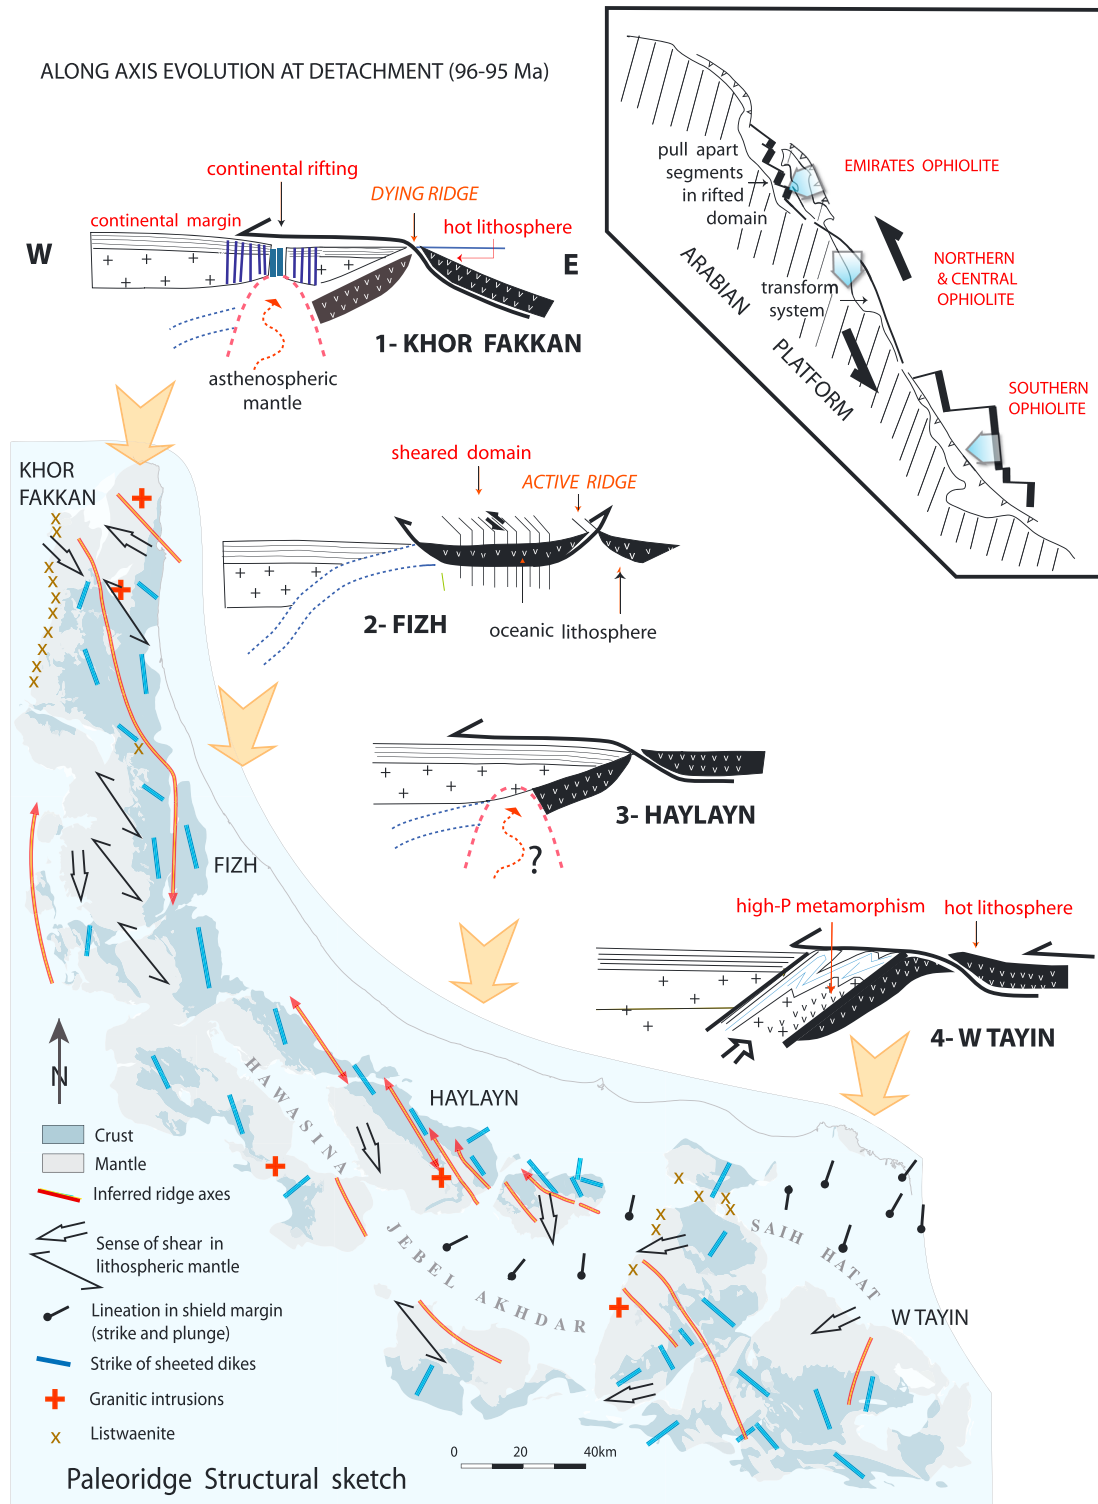 ALONG AXIS EVOLUTION AT DETACHMENT (96-95 Ma)
continental rifting
DYING RIDGE
continental margin
hot lithosphere
W
E
1- KHOR FAKKAN
asthenospheric
mantle
pull apart
segments
in rifted
domain
EMIRATES OPHIOLITE
ARABIAN
PLATFORM
transform
system
NORTHERN
& CENTRAL
OPHIOLITE
SOUTHERN
OPHIOLITE
sheared domain
ACTIVE RIDGE
2- FIZH
oceanic lithosphere
3- HAYLAYN
?
high-P metamorphism
hot lithosphere
4- W TAYIN
KHOR
FAKKAN
FIZH
HAWASINA
HAYLAYN
JEBEL AKHDAR
SAIH HATAT
W TAYIN
N
Crust
Mantle
Inferred ridge axes
Sense of shear in
lithospheric mantle
Lineation in shield margin
(strike and plunge)
Strike of sheeted dikes
Granitic intrusions
x Listwaenite
0 20 40km
Paleoridge Structural sketch